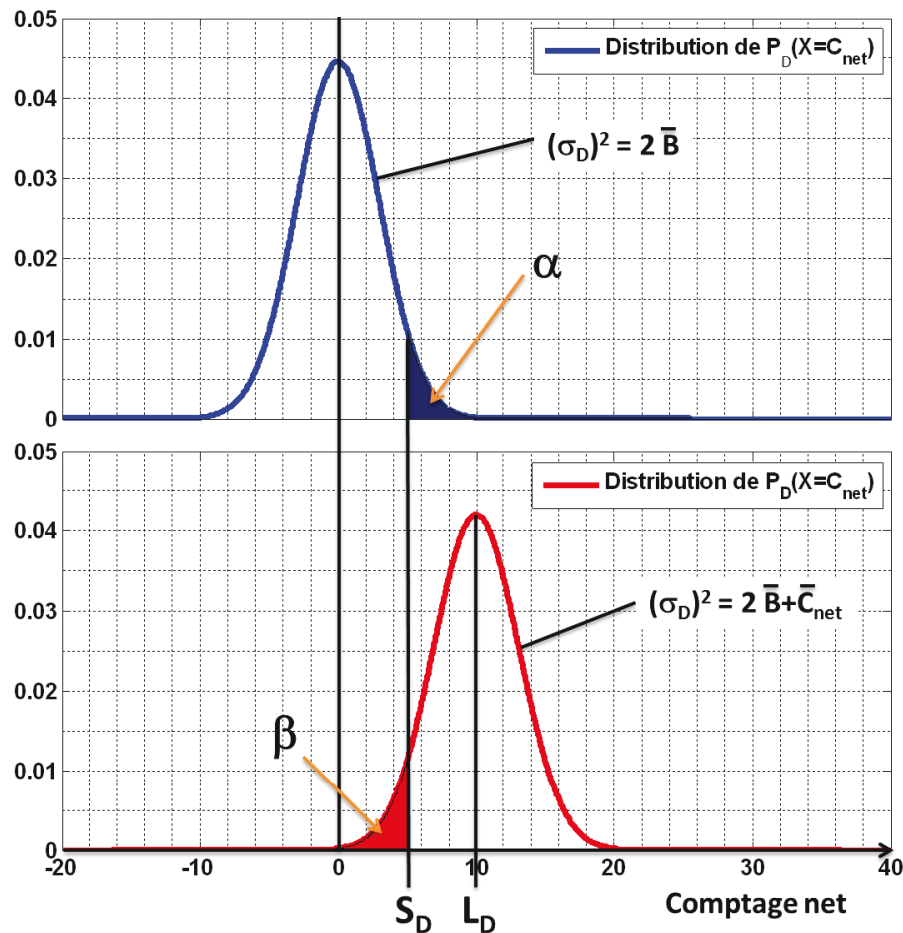 0.05
0.04
0.03
0.02
0.01
0
Distribution de P_D(X=C_net)
(σ_D)² = 2 B̅
α
0.05
0.04
0.03
0.02
0.01
0
Distribution de P_D(X=C_net)
(σ_D)² = 2 B̅+C̅_net
β
-20 -10 0 10 20 30 40
S_D L_D Comptage net